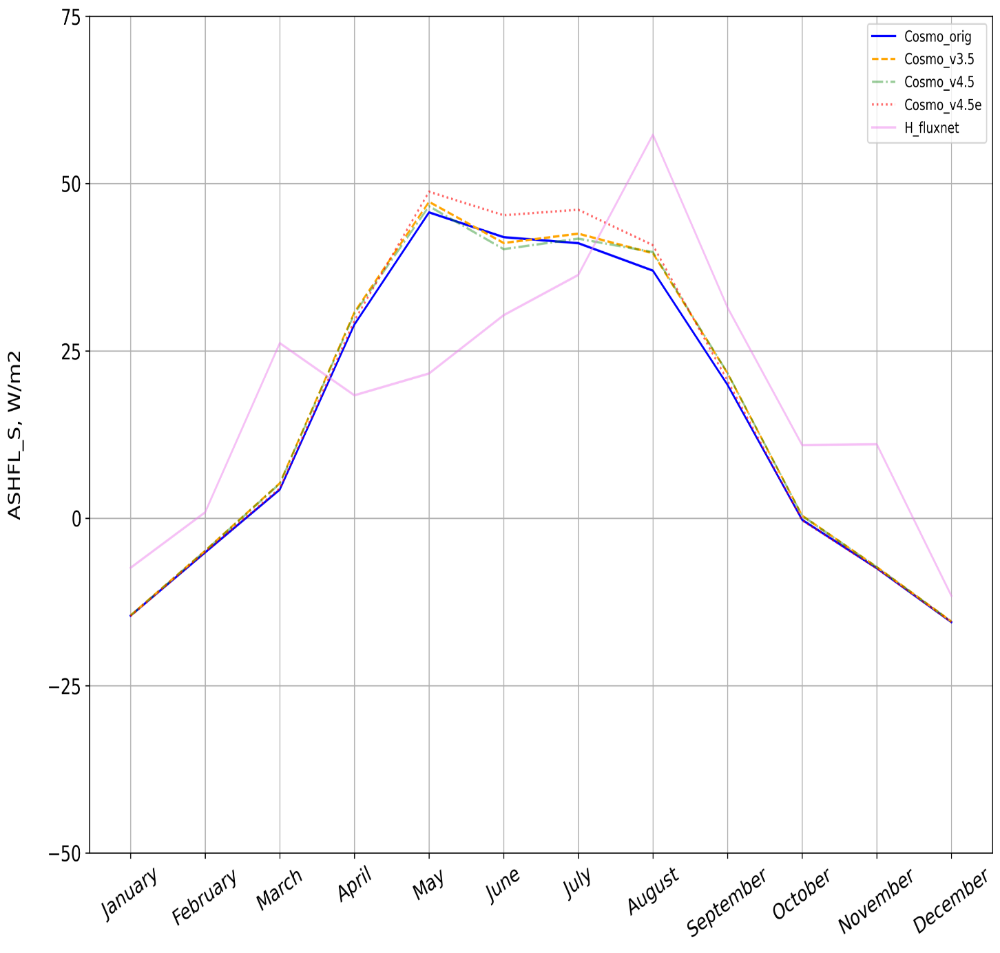 75
50
25
0
−25
−50
ASHFL_S, W/m2
Cosmo_orig
Cosmo_v3.5
Cosmo_v4.5
Cosmo_v4.5e
H_fluxnet
January
February
March
April
May
June
July
August
September
October
November
December